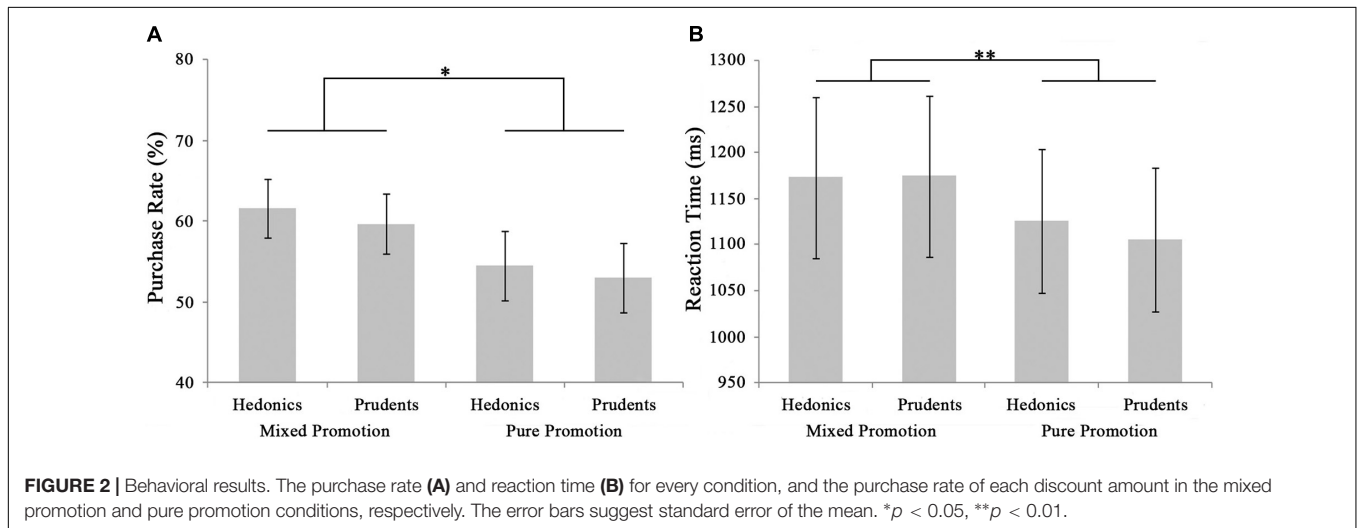 A
80
70
60
50
40
Purchase Rate (%)
*
Hedonics Prudents Hedonics Prudents
Mixed Promotion Pure Promotion
B
1300
1250
1200
1150
1100
1050
1000
950
Reaction Time (ms)
**
Hedonics Prudents Hedonics Prudents
Mixed Promotion Pure Promotion
FIGURE 2 | Behavioral results. The purchase rate (A) and reaction time (B) for every condition, and the purchase rate of each discount amount in the mixed
promotion and pure promotion conditions, respectively. The error bars suggest standard error of the mean. *p < 0.05, **p < 0.01.